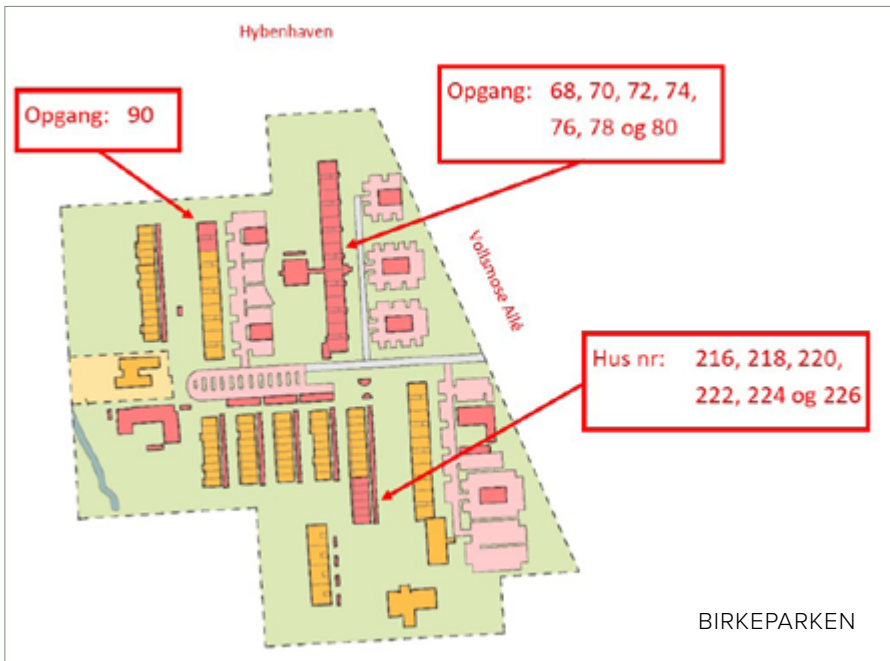 Hybenhaven
Opgang: 68, 70, 72, 74,
76, 78 og 80
Opgang: 90
Vollsmose Allé
Hus nr: 216, 218, 220,
222, 224 og 226
BIRKEPARKEN